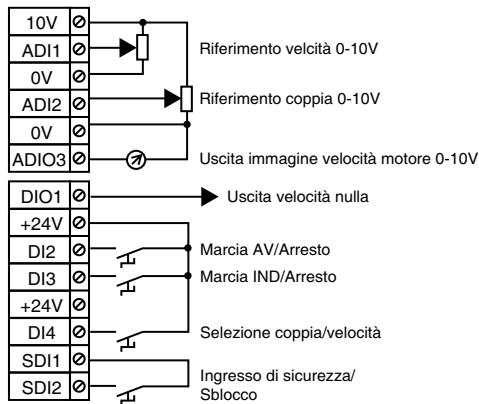 10V
ADI1
Riferimento velcità 0-10V
0V
ADI2
Riferimento coppia 0-10V
0V
ADIO3
Uscita immagine velocità motore 0-10V
DIO1
Uscita velocità nulla
+24V
DI2
Marcia AV/Arresto
DI3
Marcia IND/Arresto
+24V
DI4
Selezione coppia/velocità
SDI1
SDI2
Ingresso di sicurezza/
Sblocco